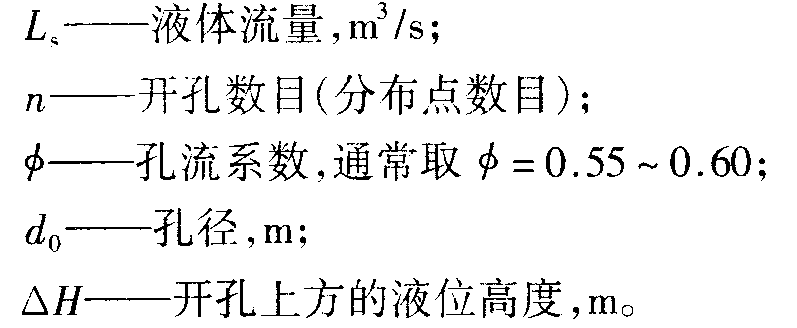 Lₛ——液体流量,m³/s;
n——开孔数目(分布点数目);
ϕ——孔流系数,通常取 ϕ=0.55~0.60;
d₀——孔径,m;
ΔH——开孔上方的液位高度,m。